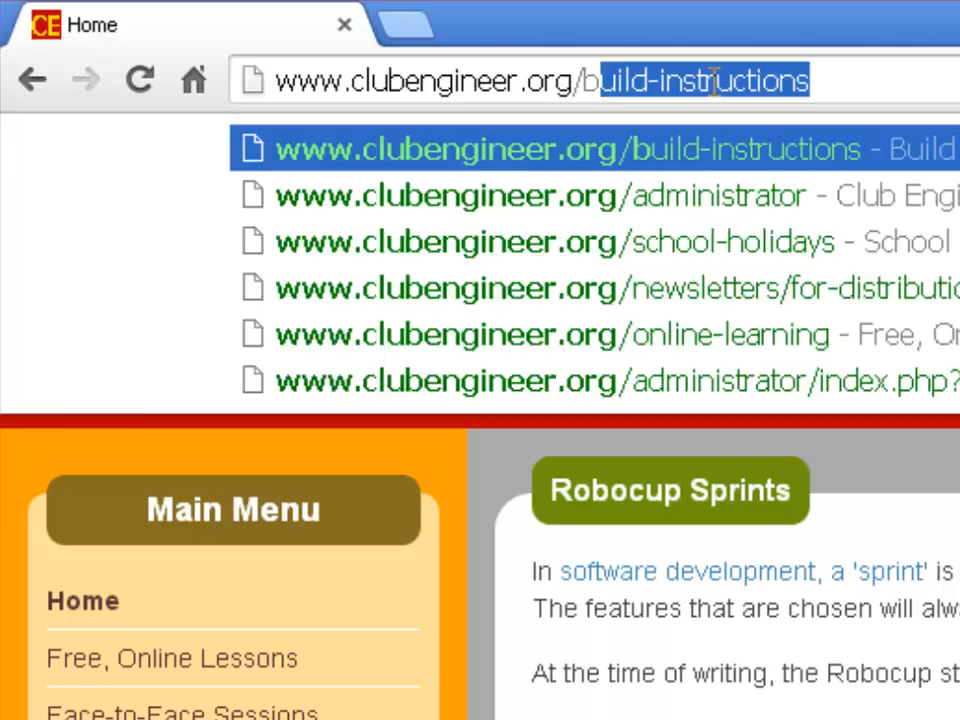 CE Home
www.clubengineer.org/build-instructions
www.clubengineer.org/build-instructions - Build
www.clubengineer.org/administrator - Club Engi
www.clubengineer.org/school-holidays - School
www.clubengineer.org/newsletters/for-distributi
www.clubengineer.org/online-learning - Free, On
www.clubengineer.org/administrator/index.php?
Main Menu
Robocup Sprints
In software development, a 'sprint' is
The features that are chosen will alw
At the time of writing, the Robocup st
Home
Free, Online Lessons
Face-to-Face Sessions